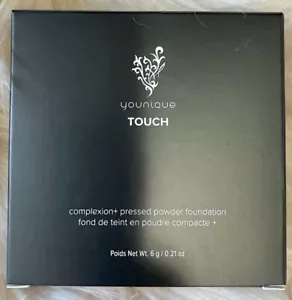 younique
TOUCH
complexion+ pressed powder foundation
fond de teint en poudre compacte +
Poids Net Wt. 6 g / 0.21 oz